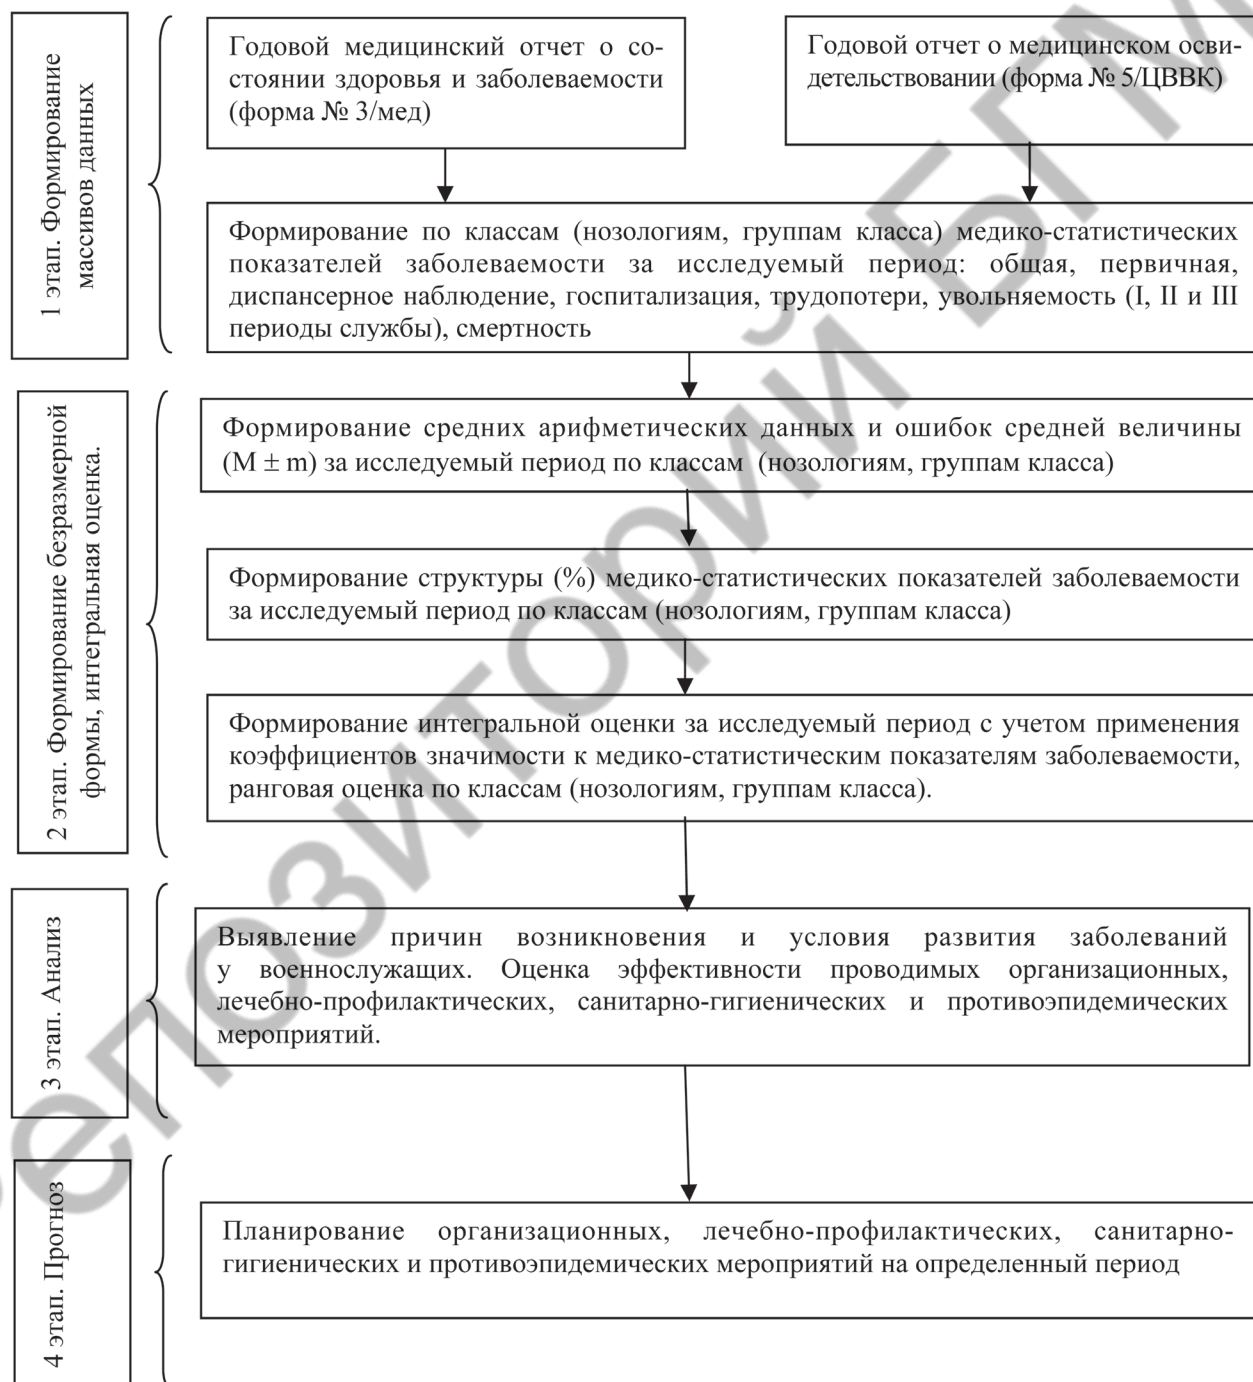 1 этап. Формирование
массивов данных
Годовой медицинский отчет о со-
стоянии здоровья и заболеваемости
(форма № 3/мед)
Годовой отчет о медицинском осви-
детельствовании (форма № 5/ЦВВК)
Формирование по классам (нозологиям, группам класса) медико-статистических
показателей заболеваемости за исследуемый период: общая, первичная,
диспансерное наблюдение, госпитализация, трудопотери, увольняемость (I, II и III
периоды службы), смертность
2 этап. Формирование безразмерной
формы, интегральная оценка.
Формирование средних арифметических данных и ошибок средней величины
(M ± m) за исследуемый период по классам (нозологиям, группам класса)
Формирование структуры (%) медико-статистических показателей заболеваемости
за исследуемый период по классам (нозологиям, группам класса)
Формирование интегральной оценки за исследуемый период с учетом применения
коэффициентов значимости к медико-статистическим показателям заболеваемости,
ранговая оценка по классам (нозологиям, группам класса).
3 этап. Анализ
Выявление причин возникновения и условия развития заболеваний
у военнослужащих. Оценка эффективности проводимых организационных,
лечебно-профилактических, санитарно-гигиенических и противоэпидемических
мероприятий.
4 этап. Прогноз
Планирование организационных, лечебно-профилактических, санитарно-
гигиенических и противоэпидемических мероприятий на определенный период
епозиторий БГМ